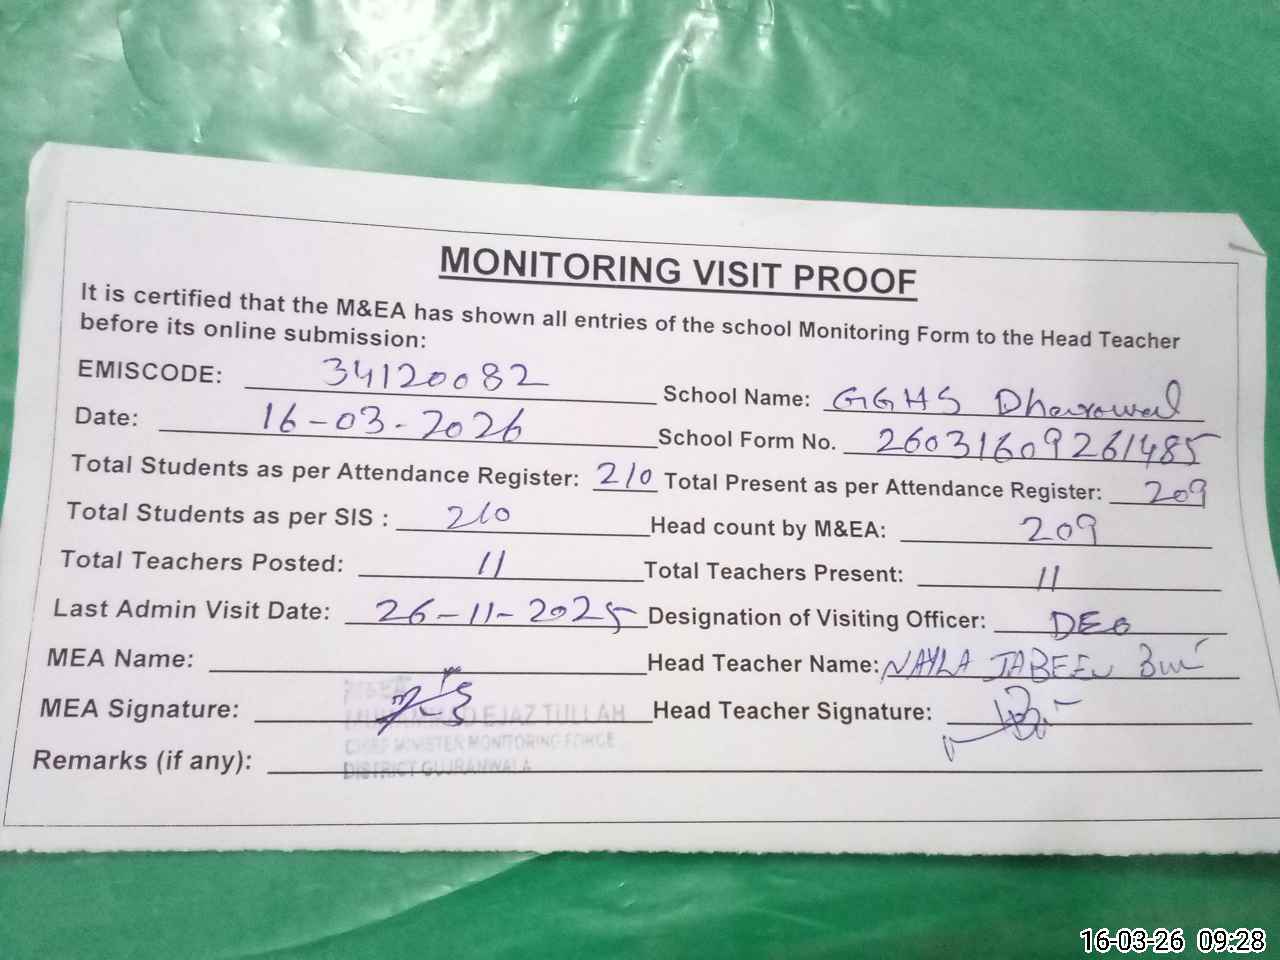 MONITORING VISIT PROOF
It is certified that the M&EA has shown all entries of the school Monitoring Form to the Head Teacher
before its online submission:
EMISCODE: 34120082 School Name: GGHS Dharowal
Date: 16-03-2026 School Form No. 26031609261485
Total Students as per Attendance Register: 210 Total Present as per Attendance Register: 209
Total Students as per SIS : 210 Head count by M&EA: 209
Total Teachers Posted: 11 Total Teachers Present: 11
Last Admin Visit Date: 26-11-2025 Designation of Visiting Officer: DEO
MEA Name: Head Teacher Name: NAYLA JABEEN
MEA Signature: Head Teacher Signature:
EJAZ TULLAH
CHIEF MINISTER MONITORING FORCE
Remarks (if any):
DISTRICT GUJRANWALA
16-03-26 09:28